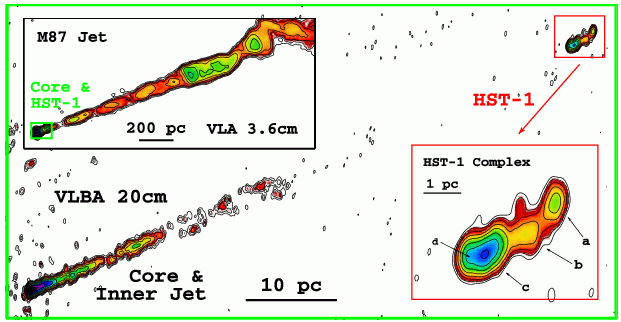 M87 Jet
Core &
HST-1
200 pc
VLA 3.6cm
HST-1
VLBA 20cm
HST-1 Complex
1 pc
a
d
b
c
Core &
Inner Jet
10 pc